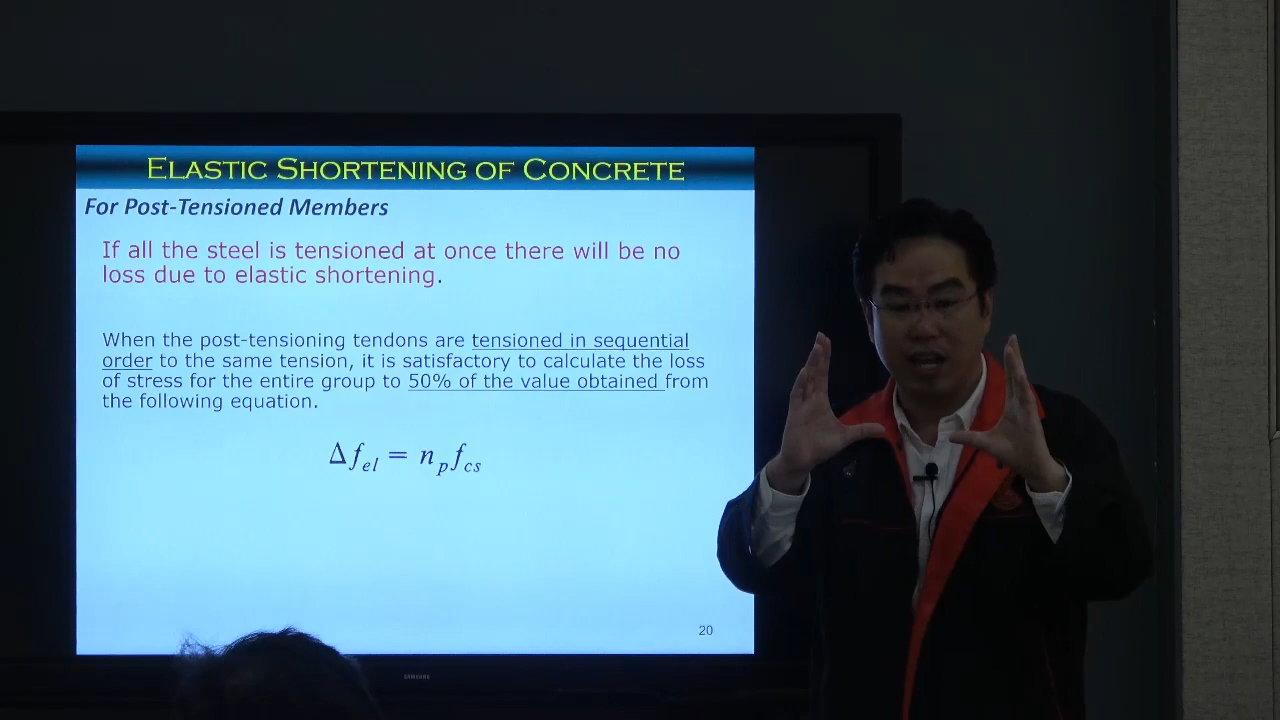 ELASTIC SHORTENING OF CONCRETE
For Post-Tensioned Members
If all the steel is tensioned at once there will be no
loss due to elastic shortening.
When the post-tensioning tendons are tensioned in sequential
order to the same tension, it is satisfactory to calculate the loss
of stress for the entire group to 50% of the value obtained from
the following equation.
Δf_el = n_p f_cs
20
SAMSUNG